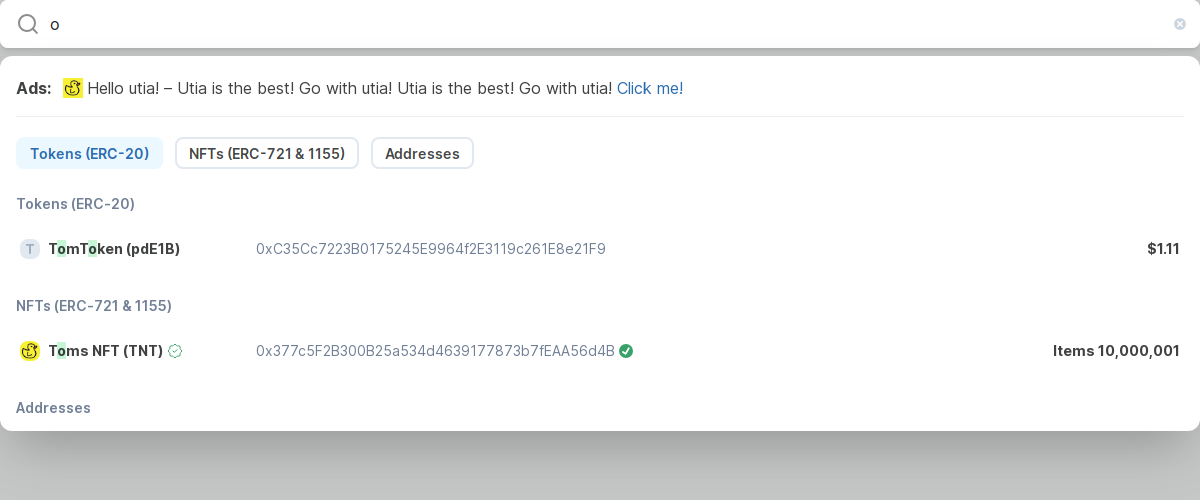 o
Ads: Hello utia! – Utia is the best! Go with utia! Utia is the best! Go with utia! Click me!
Tokens (ERC-20) NFTs (ERC-721 & 1155) Addresses
Tokens (ERC-20)
T TomToken (pdE1B) 0xC35Cc7223B0175245E9964f2E3119c261E8e21F9 $1.11
NFTs (ERC-721 & 1155)
Toms NFT (TNT) 0x377c5F2B300B25a534d4639177873b7fEAA56d4B Items 10,000,001
Addresses